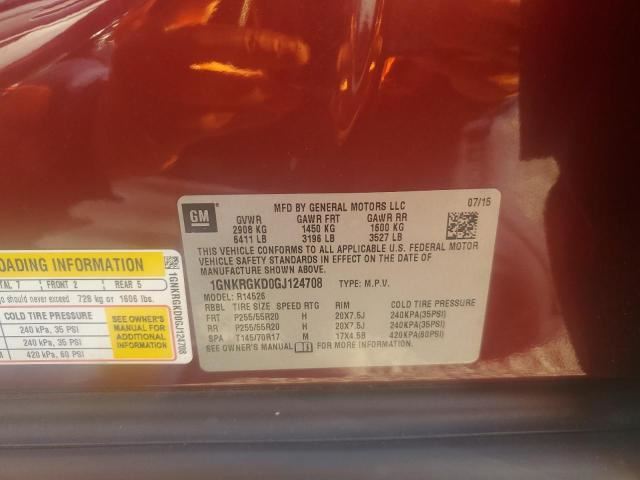 GM
MFD BY GENERAL MOTORS LLC
07/15
GVWR GAWR FRT GAWR RR
2908 KG 1450 KG 1600 KG
6411 LB 3196 LB 3527 LB
THIS VEHICLE CONFORMS TO ALL APPLICABLE U.S. FEDERAL MOTOR
VEHICLE SAFETY STANDARDS IN EFFECT ON THE DATE OF
MANUFACTURE SHOWN ABOVE.
1GNKRGKD0GJ124708 TYPE: M.P.V.
MODEL: R14526
RBBL TIRE SIZE SPEED RTG RIM COLD TIRE PRESSURE
FRT P255/55R20 H 20X7.5J 240KPA(35PSI)
RR P255/55R20 H 20X7.5J 240KPA(35PSI)
SPA T145/70R17 M 17X4.5B 420KPA(60PSI)
SEE OWNER'S MANUAL FOR MORE INFORMATION.
OADING INFORMATION
TAL 7 FRONT 2 REAR 5
o should never exceed 728 kg or 1606 lbs.
COLD TIRE PRESSURE
240 kPa, 35 PSI
240 kPa, 35 PSI
420 kPa, 60 PSI
SEE OWNER'S
MANUAL FOR
ADDITIONAL
INFORMATION
1GNKRGKD0GJ124708